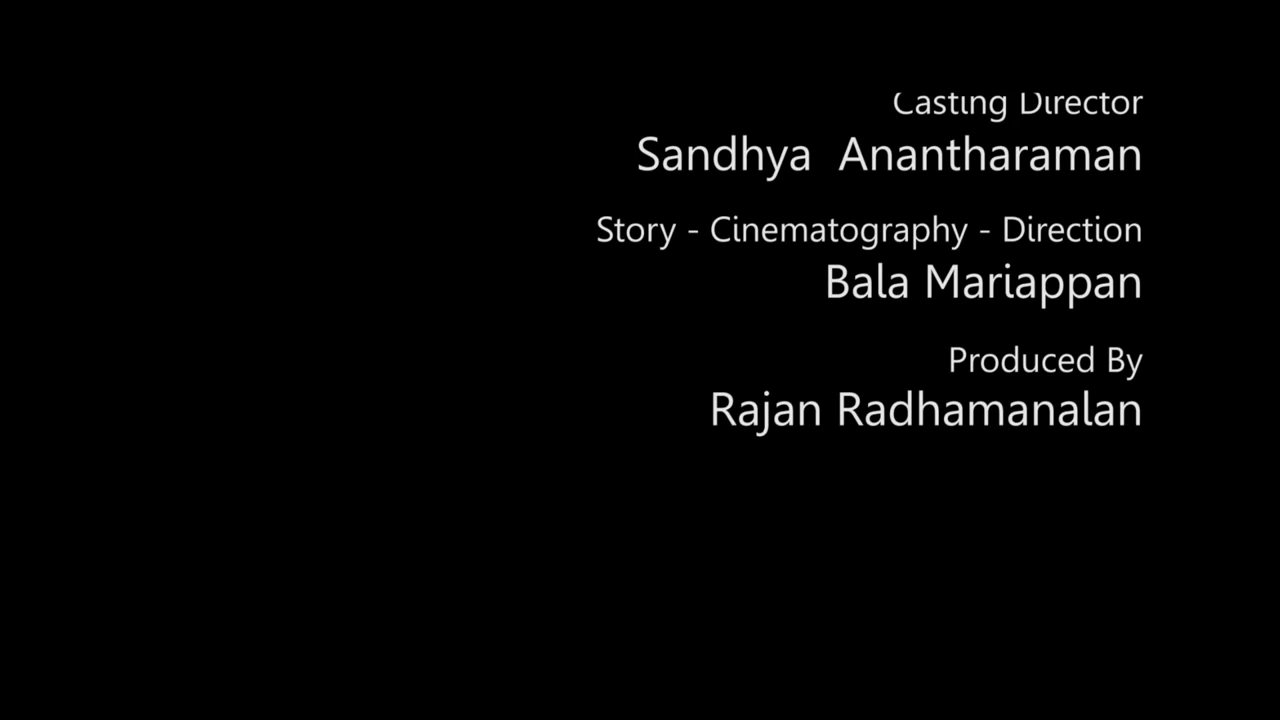 Casting Director
Sandhya Anantharaman
Story - Cinematography - Direction
Bala Mariappan
Produced By
Rajan Radhamanalan